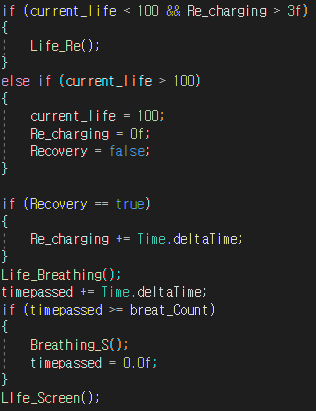 if (current_life < 100 && Re_charging > 3f)
{
    Life_Re();
}
else if (current_life > 100)
{
    current_life = 100;
    Re_charging = 0f;
    Recovery = false;
}

if (Recovery == true)
{
    Re_charging += Time.deltaTime;
}
Life_Breathing();
timepassed += Time.deltaTime;
if (timepassed >= breat_Count)
{
    Breathing_S();
    timepassed = 0.0f;
}
LIfe_Screen();